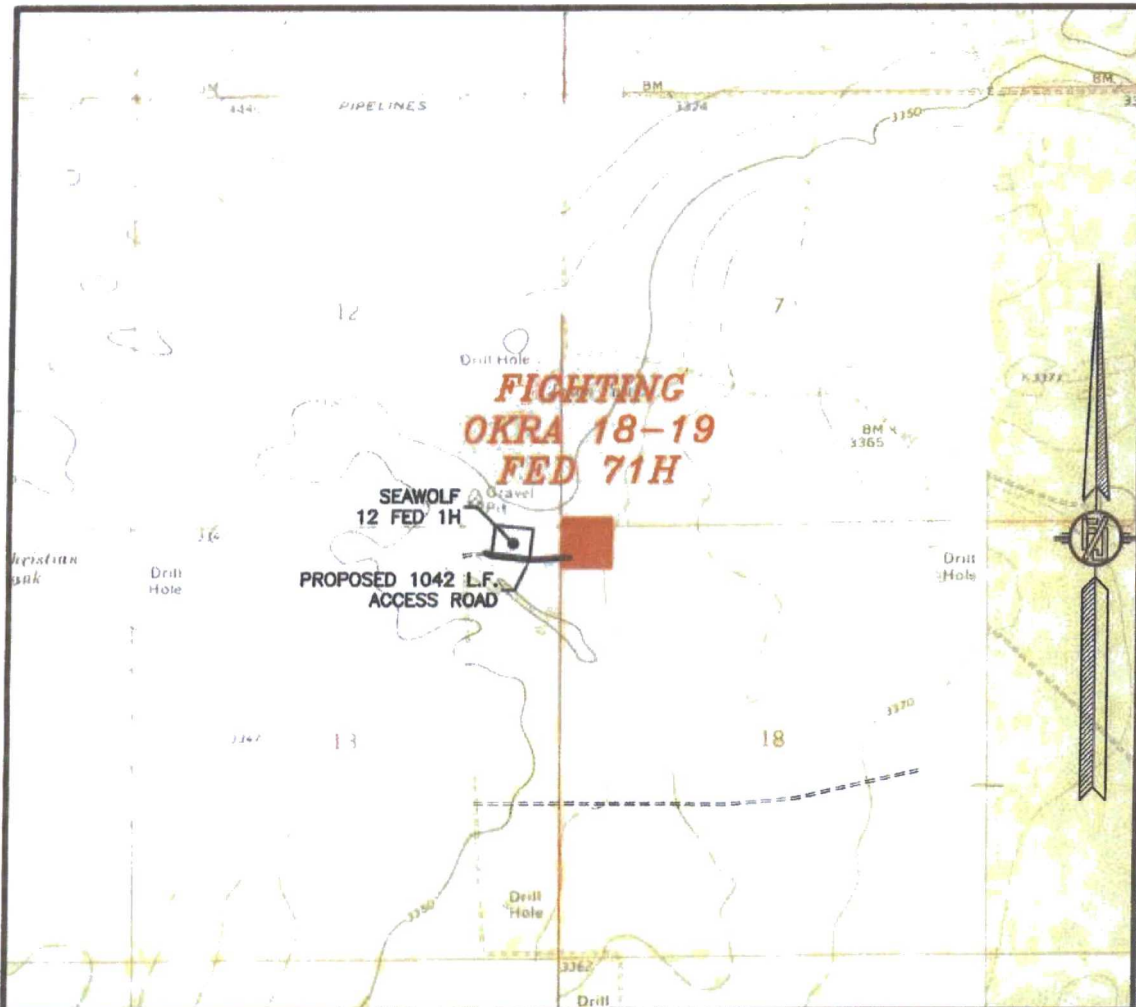 BM
3324
BM
PIPELINES
3350
12
7
Drill Hole
FIGHTING
OKRA 18-19
FED 71H
BM
3365
SEAWOLF
12 FED 1H
Gravel
Pit
PROPOSED 1042 L.F.
ACCESS ROAD
Drill
Hole
Drill
Hole
3370
13
18
3350
Drill
Hole
3362
Drill